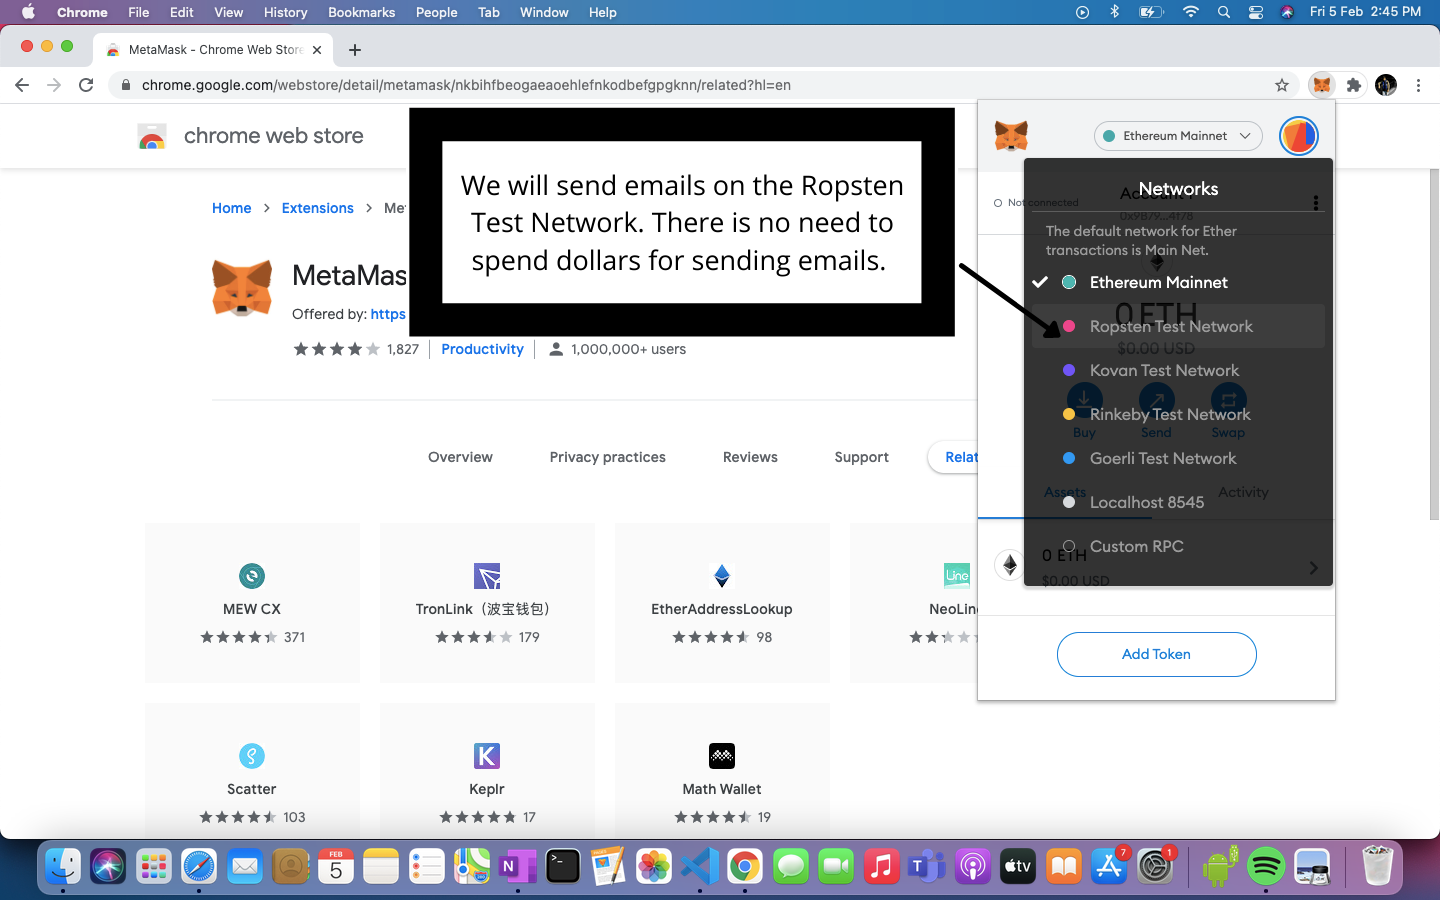 Chrome File Edit View History Bookmarks People Tab Window Help Fri 5 Feb 2:45 PM
MetaMask - Chrome Web Store
chrome.google.com/webstore/detail/metamask/nkbihfbeogaeaoehlefnkodbefgpgknn/related?hl=en
chrome web store
Home > Extensions >
MetaMask
Offered by: https
1,827 Productivity 1,000,000+ users
We will send emails on the Ropsten
Test Network. There is no need to
spend dollars for sending emails.
Overview Privacy practices Reviews Support Relat
MEW CX
371
TronLink（波宝钱包）
179
EtherAddressLookup
98
NeoLine
Scatter
103
Keplr
17
Math Wallet
19
Ethereum Mainnet
Not connected
Networks
The default network for Ether
transactions is Main Net.
Ethereum Mainnet
Ropsten Test Network
Kovan Test Network
Rinkeby Test Network
Goerli Test Network
Localhost 8545
Custom RPC
0 ETH
$0.00 USD
Buy Send Swap
Assets Activity
0 ETH
$0.00 USD
Add Token
FEB
5
tv
7
1